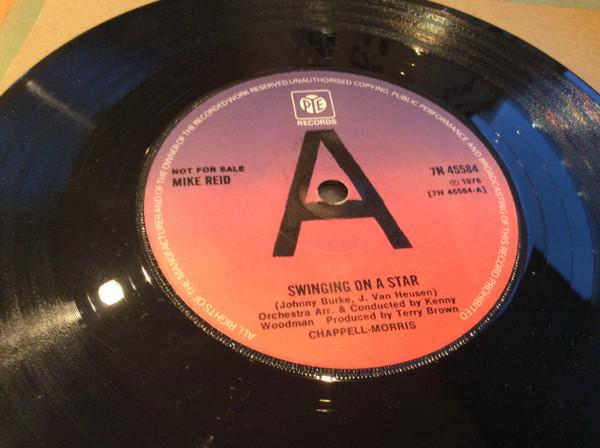 ALL RIGHTS OF THE MANUFACTURER AND OF THE OWNER OF THE RECORDED WORK RESERVED. UNAUTHORISED COPYING, PUBLIC PERFORMANCE AND BROADCASTING OF THIS RECORD PROHIBITED
PYE
RECORDS
NOT FOR SALE
MIKE REID
A
7N 45584
℗ 1976
[7N 45584-A]
SWINGING ON A STAR
(Johnny Burke, J. Van Heusen)
Orchestra Arr. & Conducted by Kenny
Woodman Produced by Terry Brown
CHAPPELL-MORRIS